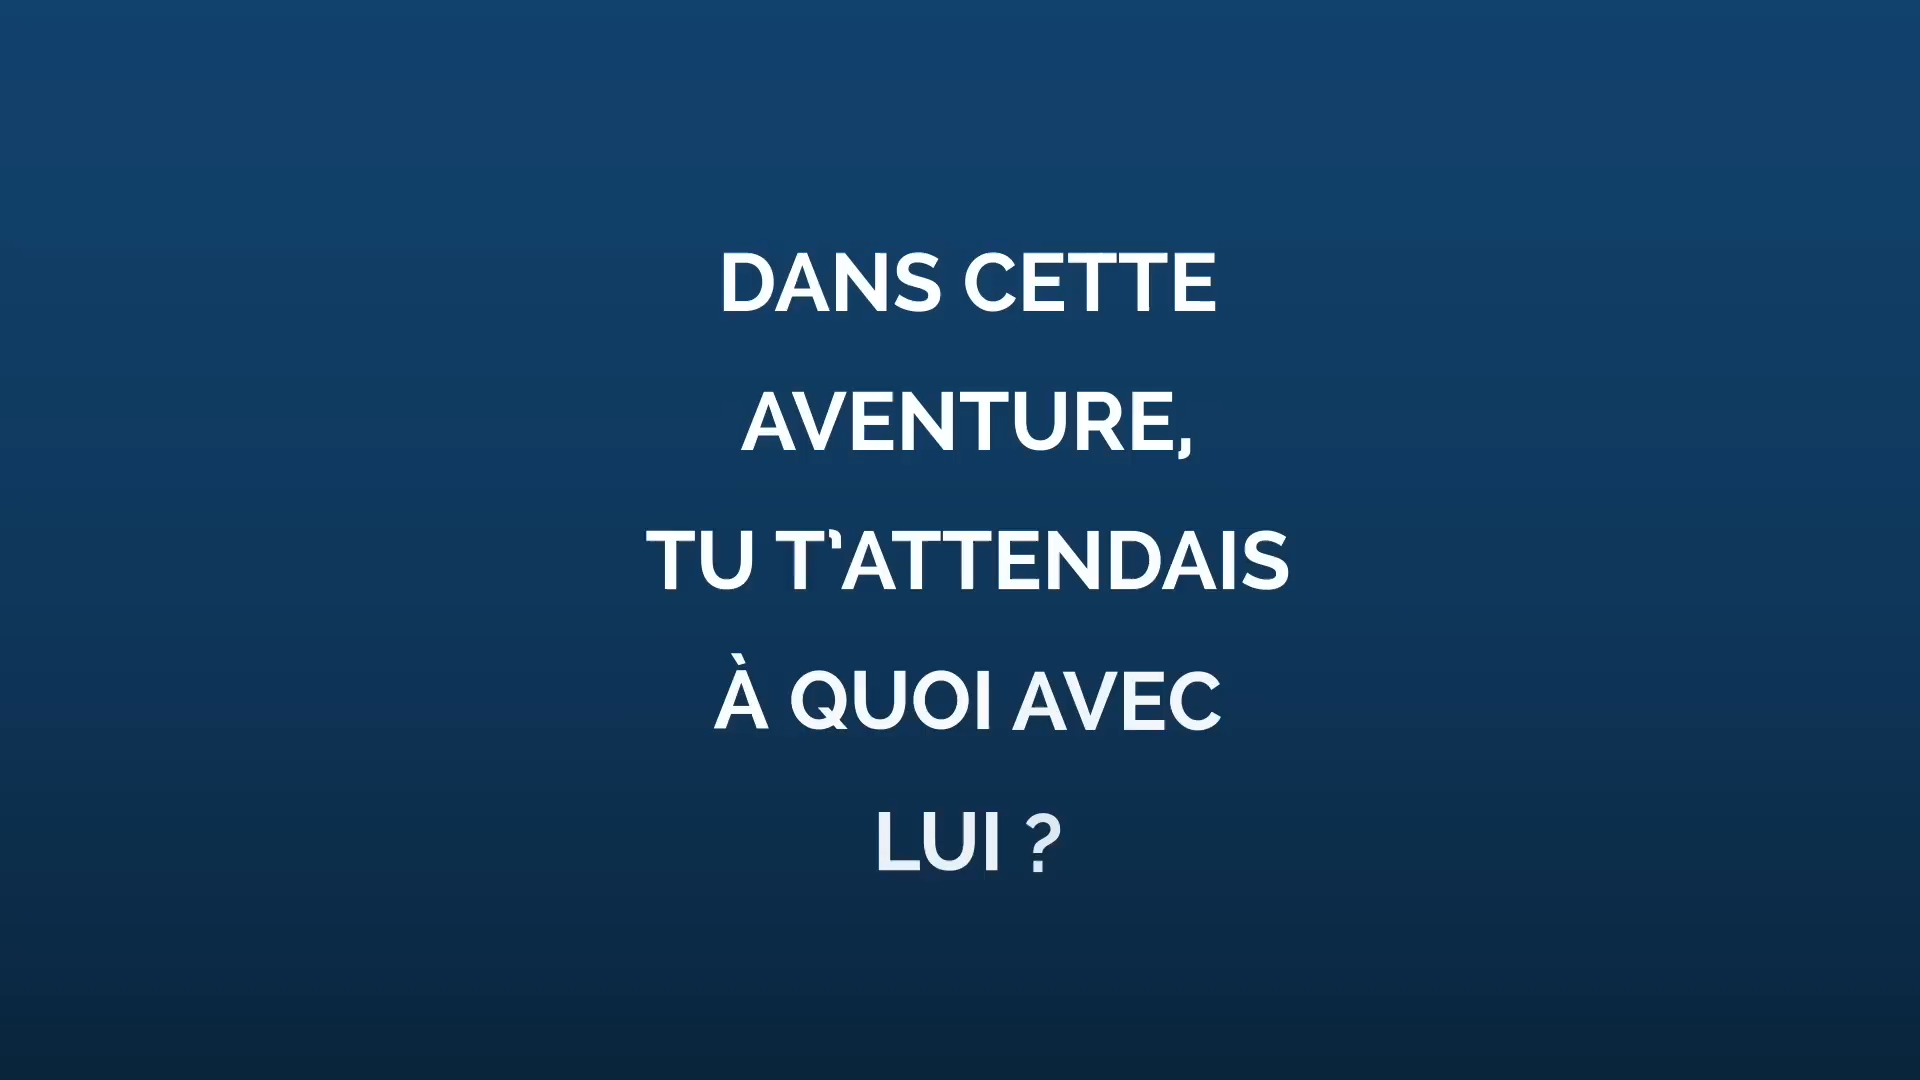 DANS CETTE
AVENTURE,
TU T'ATTENDAIS
À QUOI AVEC
LUI ?